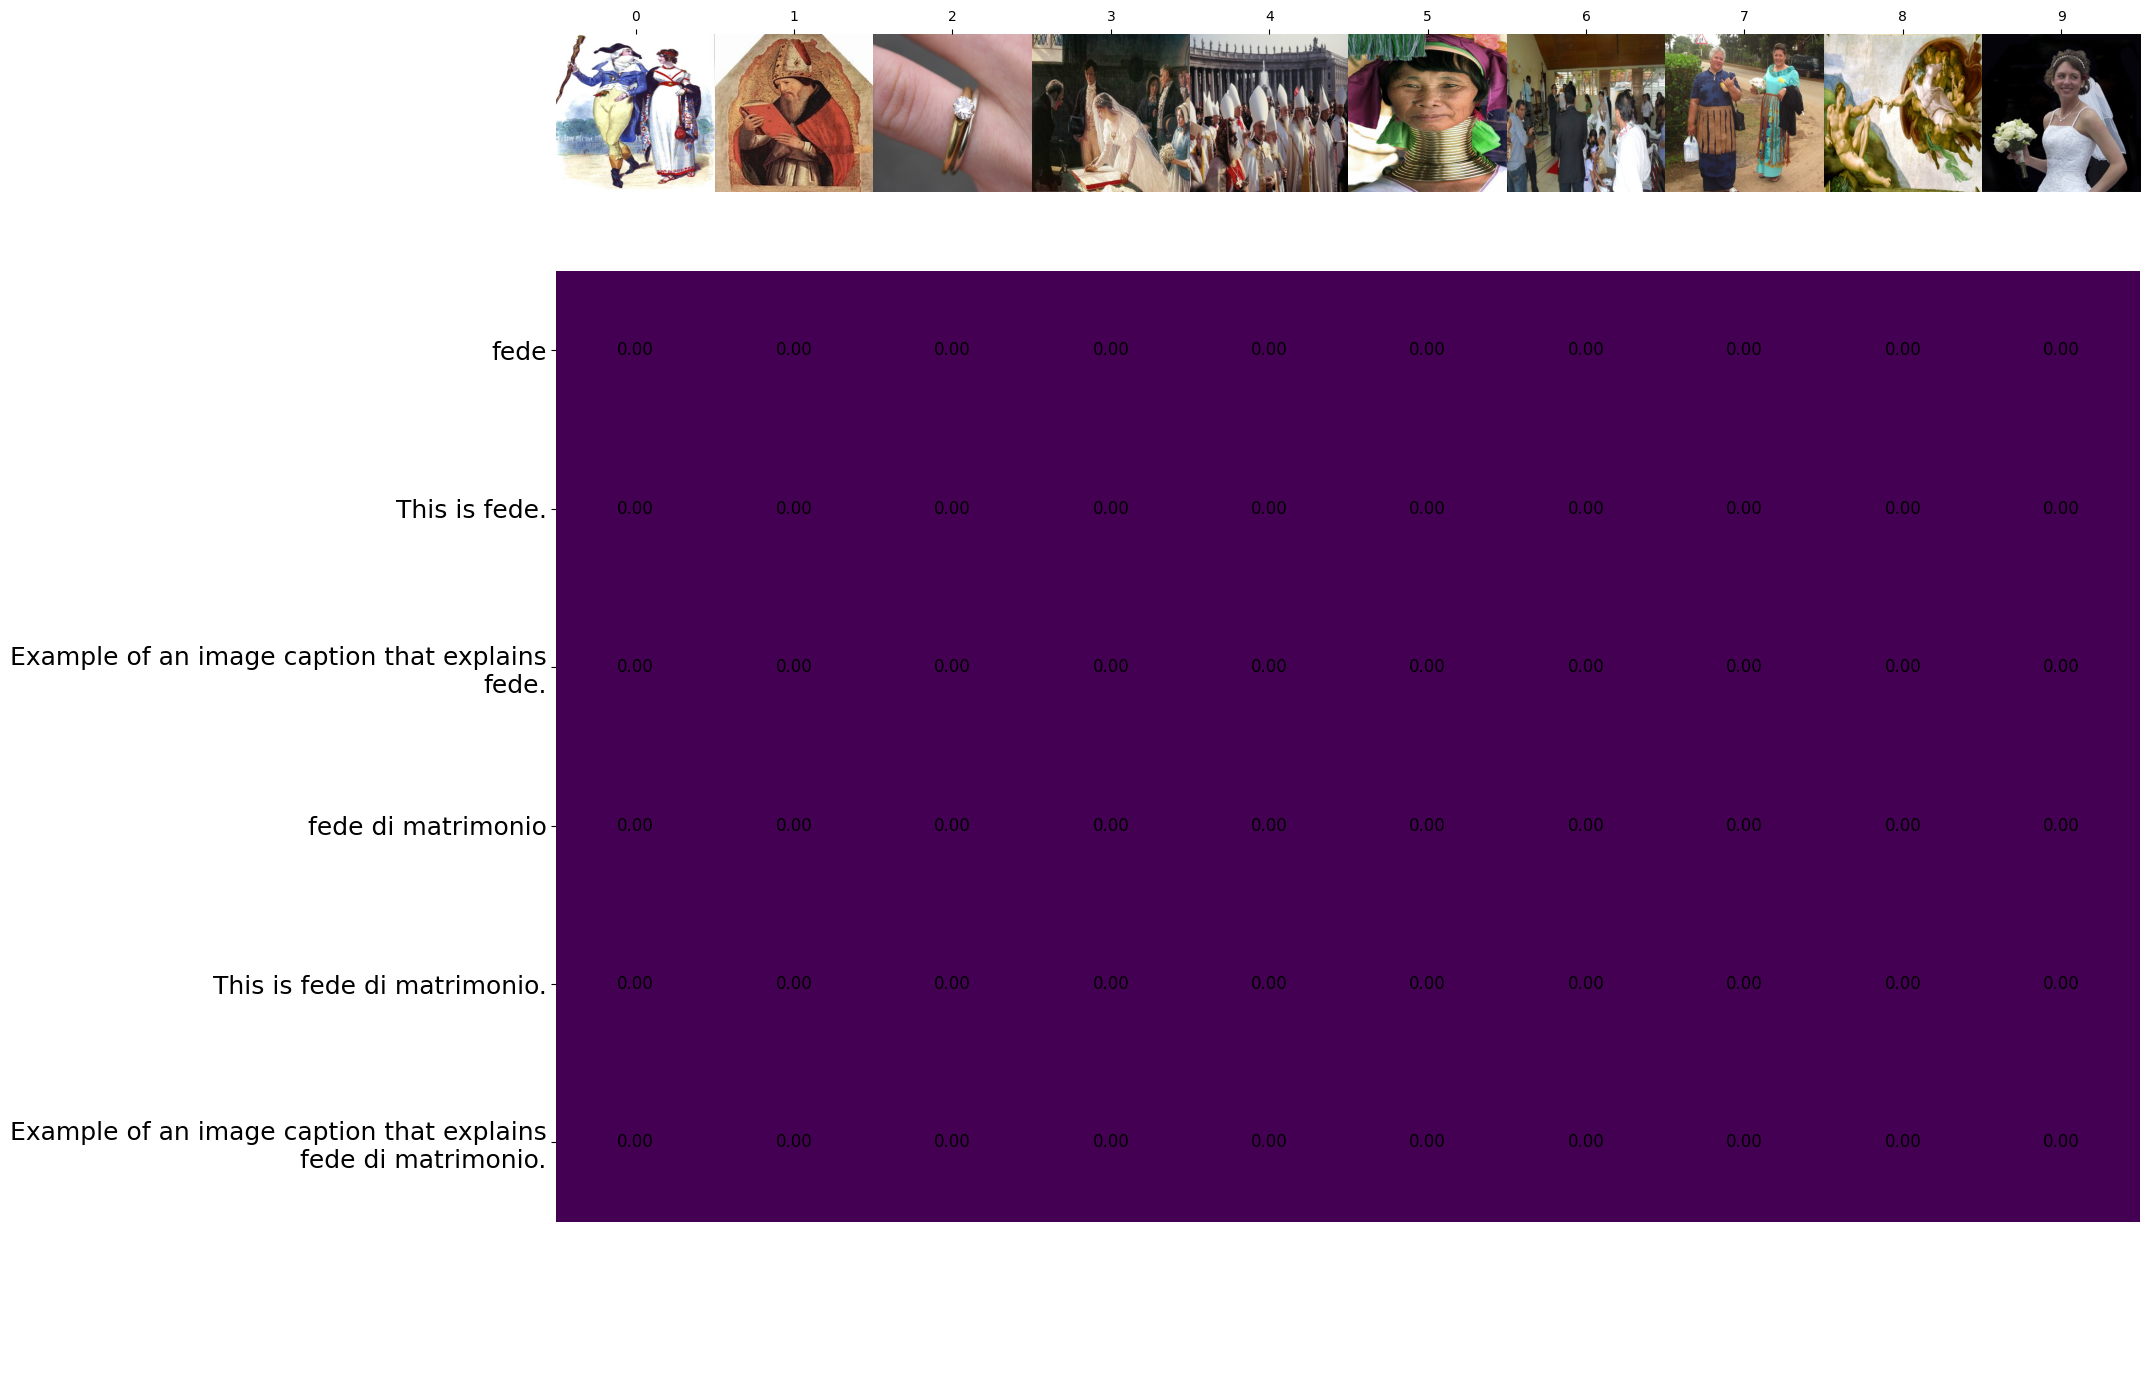 0 1 2 3 4 5 6 7 8 9
fede
0.00 0.00 0.00 0.00 0.00 0.00 0.00 0.00 0.00 0.00
This is fede.
0.00 0.00 0.00 0.00 0.00 0.00 0.00 0.00 0.00 0.00
Example of an image caption that explains
fede.
0.00 0.00 0.00 0.00 0.00 0.00 0.00 0.00 0.00 0.00
fede di matrimonio
0.00 0.00 0.00 0.00 0.00 0.00 0.00 0.00 0.00 0.00
This is fede di matrimonio.
0.00 0.00 0.00 0.00 0.00 0.00 0.00 0.00 0.00 0.00
Example of an image caption that explains
fede di matrimonio.
0.00 0.00 0.00 0.00 0.00 0.00 0.00 0.00 0.00 0.00